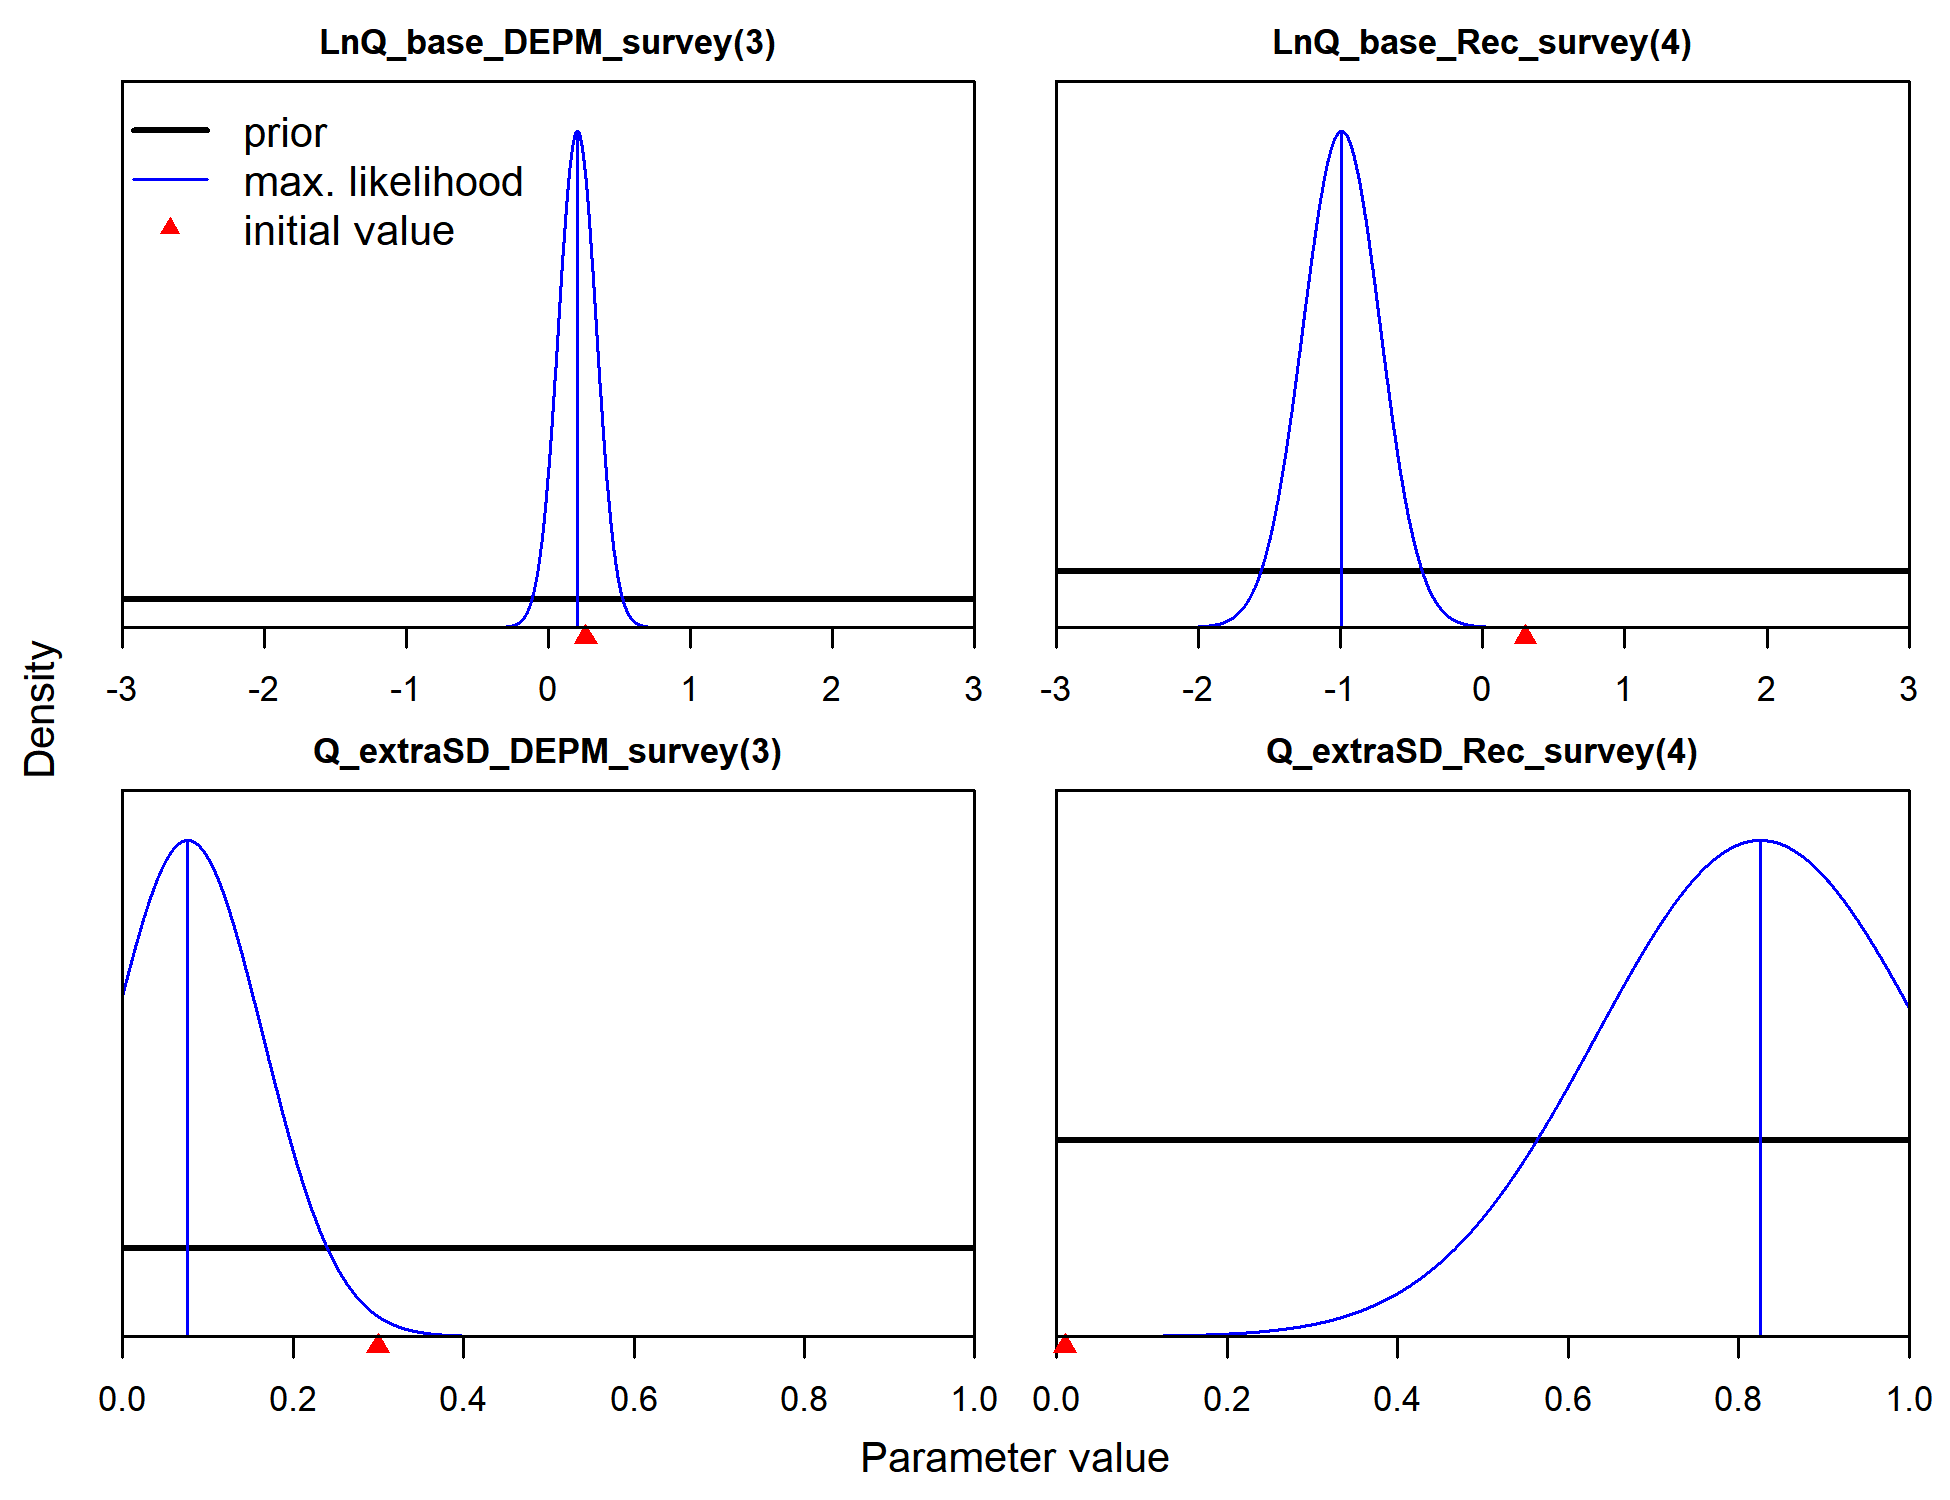 LnQ_base_DEPM_survey(3)
prior
max. likelihood
initial value
-3 -2 -1 0 1 2 3
LnQ_base_Rec_survey(4)
-3 -2 -1 0 1 2 3
Q_extraSD_DEPM_survey(3)
0.0 0.2 0.4 0.6 0.8 1.0
Q_extraSD_Rec_survey(4)
0.0 0.2 0.4 0.6 0.8 1.0
Density
Parameter value